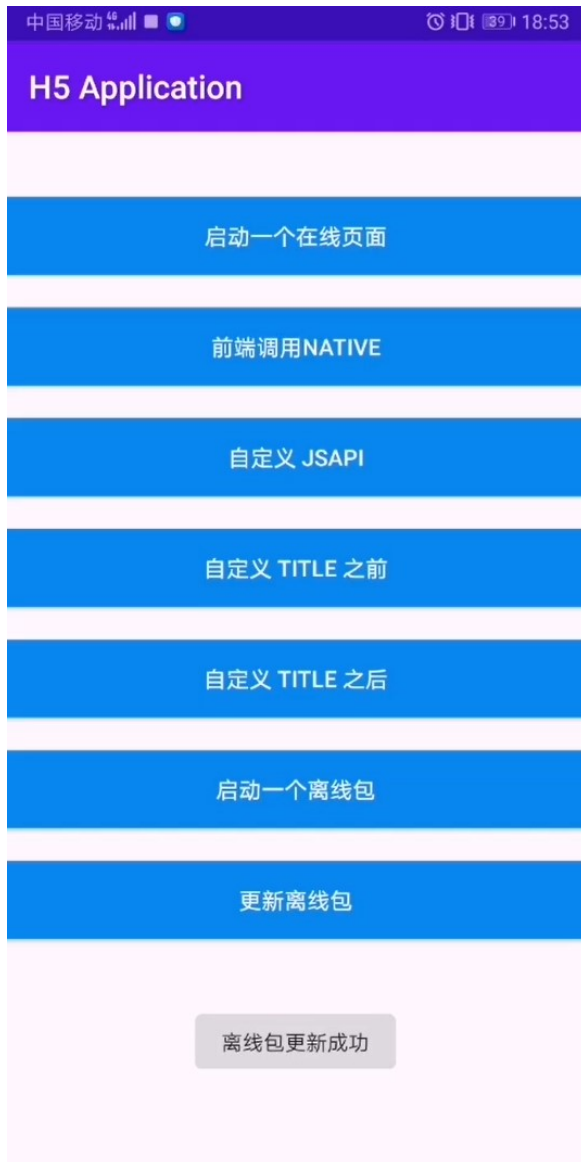 中国移动 4G 39 18:53
H5 Application
启动一个在线页面
前端调用NATIVE
自定义 JSAPI
自定义 TITLE 之前
自定义 TITLE 之后
启动一个离线包
更新离线包
离线包更新成功